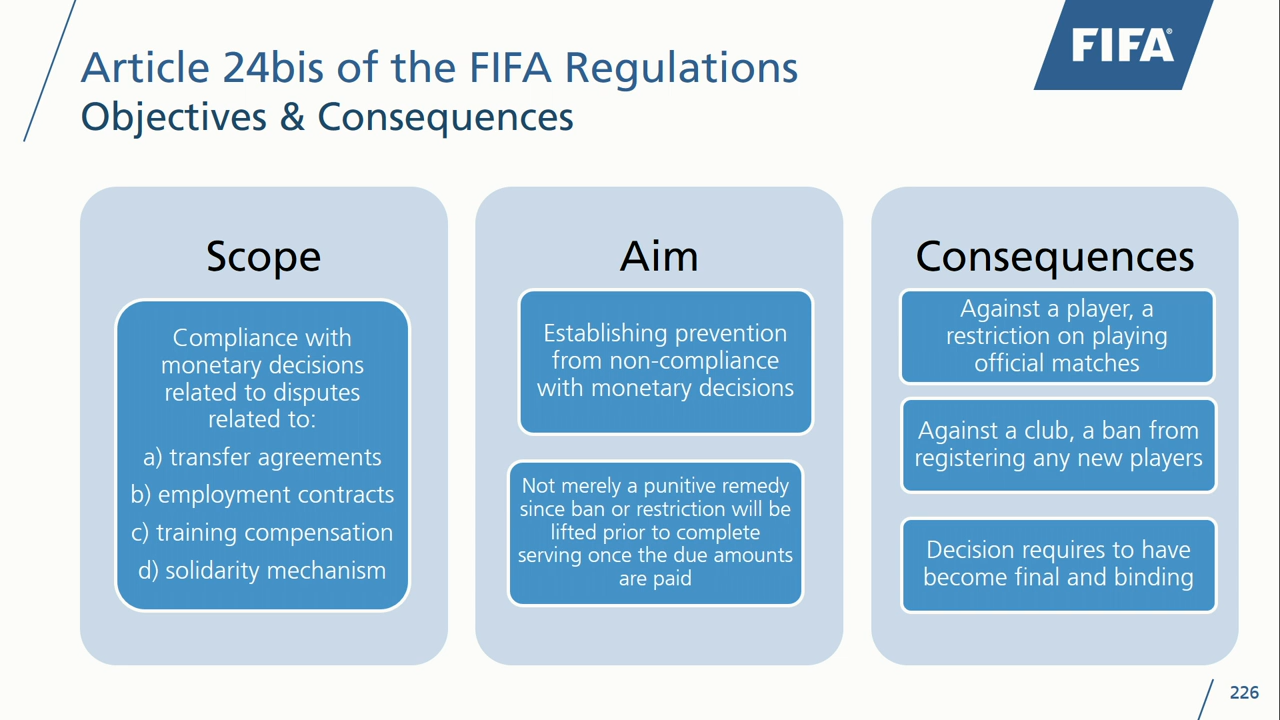 Article 24bis of the FIFA Regulations
Objectives & Consequences
FIFA®
Scope
Compliance with
monetary decisions
related to disputes
related to:
a) transfer agreements
b) employment contracts
c) training compensation
d) solidarity mechanism
Aim
Establishing prevention
from non-compliance
with monetary decisions
Not merely a punitive remedy
since ban or restriction will be
lifted prior to complete
serving once the due amounts
are paid
Consequences
Against a player, a
restriction on playing
official matches
Against a club, a ban from
registering any new players
Decision requires to have
become final and binding
226